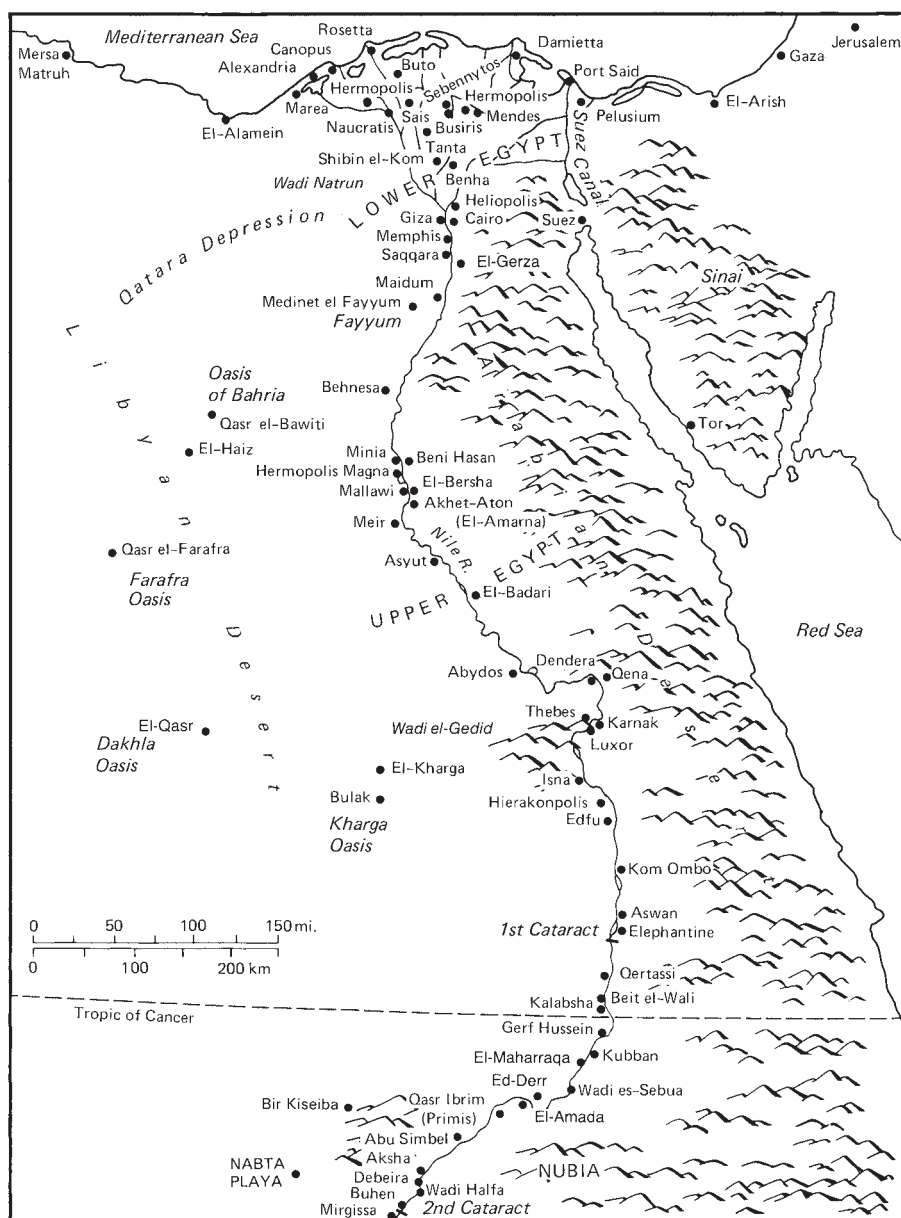 Mediterranean Sea
Rosetta
Damietta
Jerusalem
Mersa
Matruh
Canopus
Alexandria
Buto
Gaza
Port Said
Hermopolis
Sebennytos
Hermopolis
Marea
Sais
Mendes
Pelusium
El-Arish
El-Alamein
Naucratis
Busiris
Suez Canal
Tanta
Shibin el-Kom
LOWER EGYPT
Wadi Natrun
Benha
Heliopolis
Giza
Cairo
Suez
Qatara Depression
Memphis
Saqqara
El-Gerza
Sinai
Maidum
Medinet el Fayyum
Fayyum
Libyan Desert
Arabian Desert
Behnesa
Oasis
of Bahria
Qasr el-Bawiti
Tor
El-Haiz
Minia
Beni Hasan
Hermopolis Magna
El-Bersha
Mallawi
Akhet-Aton
(El-Amarna)
Meir
Nile R.
Qasr el-Farafra
Asyut
Farafra
Oasis
El-Badari
UPPER EGYPT
Red Sea
Abydos
Dendera
Qena
Thebes
Karnak
El-Qasr
Wadi el-Gedid
Luxor
Dakhla
Oasis
El-Kharga
Isna
Bulak
Hierakonpolis
Kharga
Oasis
Edfu
Kom Ombo
0 50 100 150 mi.
0 100 200 km
Aswan
1st Cataract
Elephantine
Qertassi
Kalabsha
Beit el-Wali
Tropic of Cancer
Gerf Hussein
El-Maharraqa
Kubban
Ed-Derr
Wadi es-Sebua
Bir Kiseiba
Qasr Ibrim
(Primis)
El-Amada
Abu Simbel
Aksha
NABTA
PLAYA
NUBIA
Debeira
Buhen
Wadi Halfa
Mirgissa
2nd Cataract